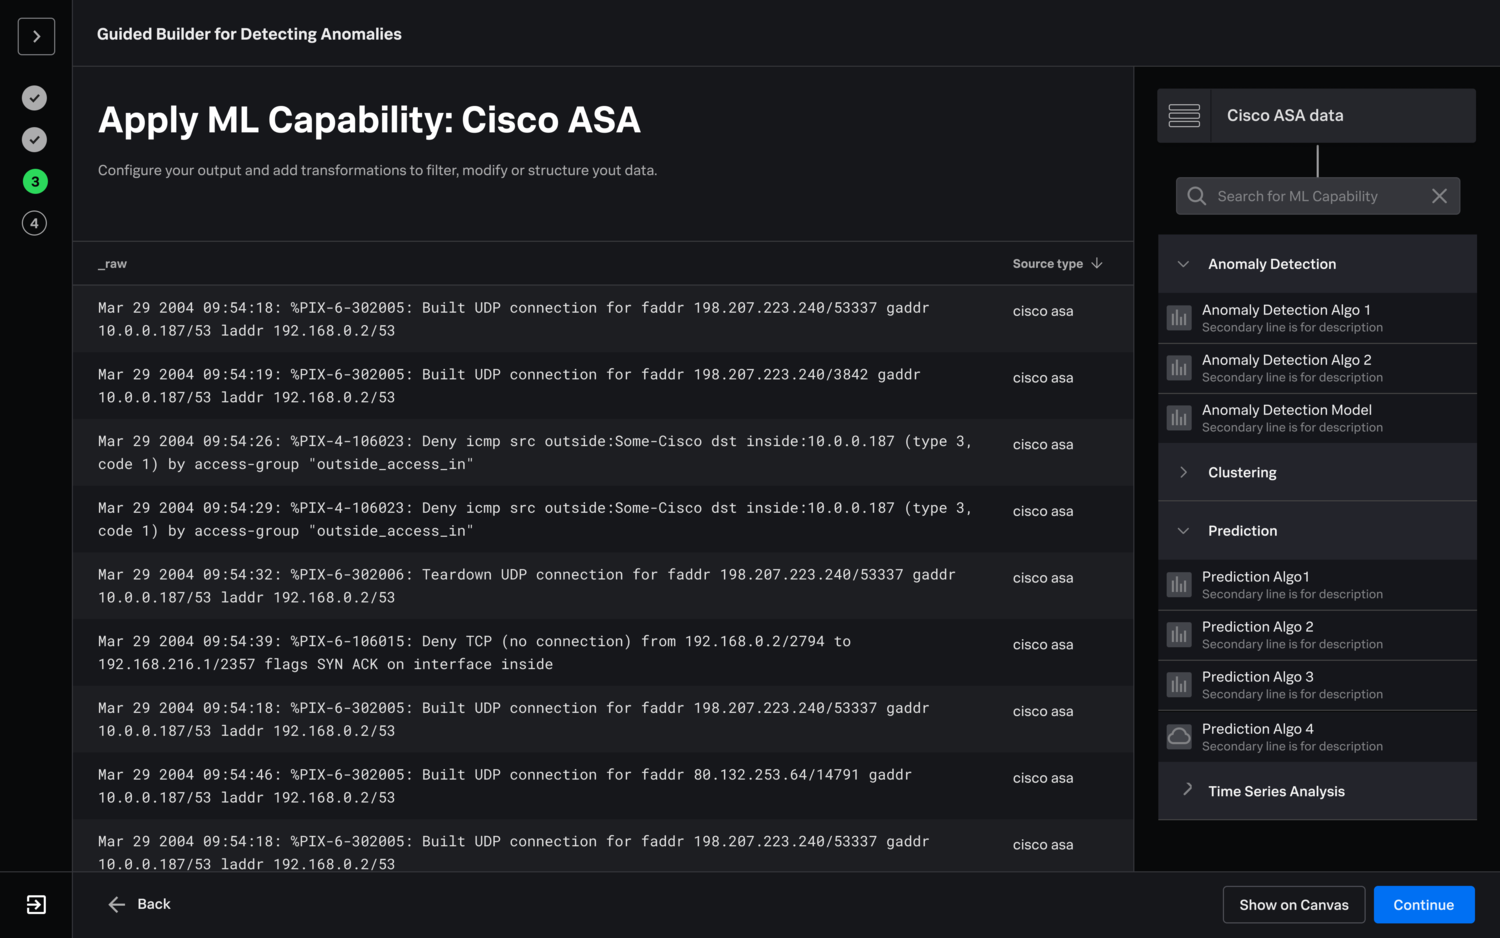 Guided Builder for Detecting Anomalies
3
4
Apply ML Capability: Cisco ASA
Configure your output and add transformations to filter, modify or structure yout data.
_raw
Source type
Mar 29 2004 09:54:18: %PIX-6-302005: Built UDP connection for faddr 198.207.223.240/53337 gaddr
10.0.0.187/53 laddr 192.168.0.2/53
cisco asa
Mar 29 2004 09:54:19: %PIX-6-302005: Built UDP connection for faddr 198.207.223.240/3842 gaddr
10.0.0.187/53 laddr 192.168.0.2/53
cisco asa
Mar 29 2004 09:54:26: %PIX-4-106023: Deny icmp src outside:Some-Cisco dst inside:10.0.0.187 (type 3,
code 1) by access-group "outside_access_in"
cisco asa
Mar 29 2004 09:54:29: %PIX-4-106023: Deny icmp src outside:Some-Cisco dst inside:10.0.0.187 (type 3,
code 1) by access-group "outside_access_in"
cisco asa
Mar 29 2004 09:54:32: %PIX-6-302006: Teardown UDP connection for faddr 198.207.223.240/53337 gaddr
10.0.0.187/53 laddr 192.168.0.2/53
cisco asa
Mar 29 2004 09:54:39: %PIX-6-106015: Deny TCP (no connection) from 192.168.0.2/2794 to
192.168.216.1/2357 flags SYN ACK on interface inside
cisco asa
Mar 29 2004 09:54:18: %PIX-6-302005: Built UDP connection for faddr 198.207.223.240/53337 gaddr
10.0.0.187/53 laddr 192.168.0.2/53
cisco asa
Mar 29 2004 09:54:46: %PIX-6-302005: Built UDP connection for faddr 80.132.253.64/14791 gaddr
10.0.0.187/53 laddr 192.168.0.2/53
cisco asa
Mar 29 2004 09:54:18: %PIX-6-302005: Built UDP connection for faddr 198.207.223.240/53337 gaddr
10.0.0.187/53 laddr 192.168.0.2/53
cisco asa
Cisco ASA data
Search for ML Capability
Anomaly Detection
Anomaly Detection Algo 1
Secondary line is for description
Anomaly Detection Algo 2
Secondary line is for description
Anomaly Detection Model
Secondary line is for description
Clustering
Prediction
Prediction Algo1
Secondary line is for description
Prediction Algo 2
Secondary line is for description
Prediction Algo 3
Secondary line is for description
Prediction Algo 4
Secondary line is for description
Time Series Analysis
Back
Show on Canvas
Continue